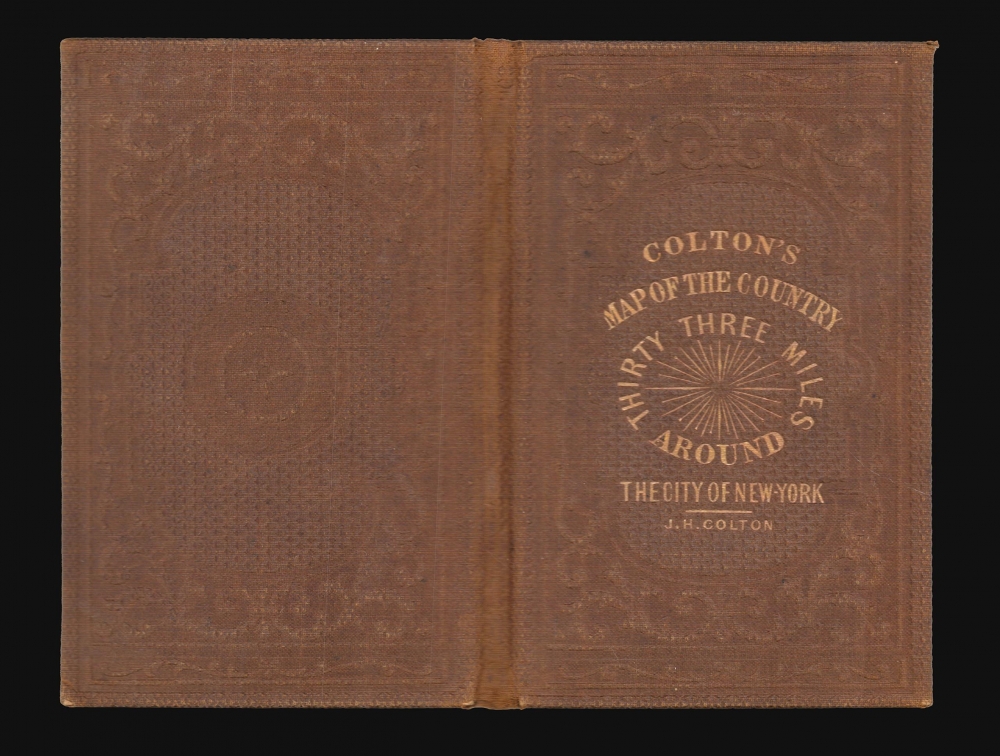 COLTON'S
MAP OF THE COUNTRY
THIRTY THREE MILES
AROUND
THE CITY OF NEW-YORK
J. H. COLTON